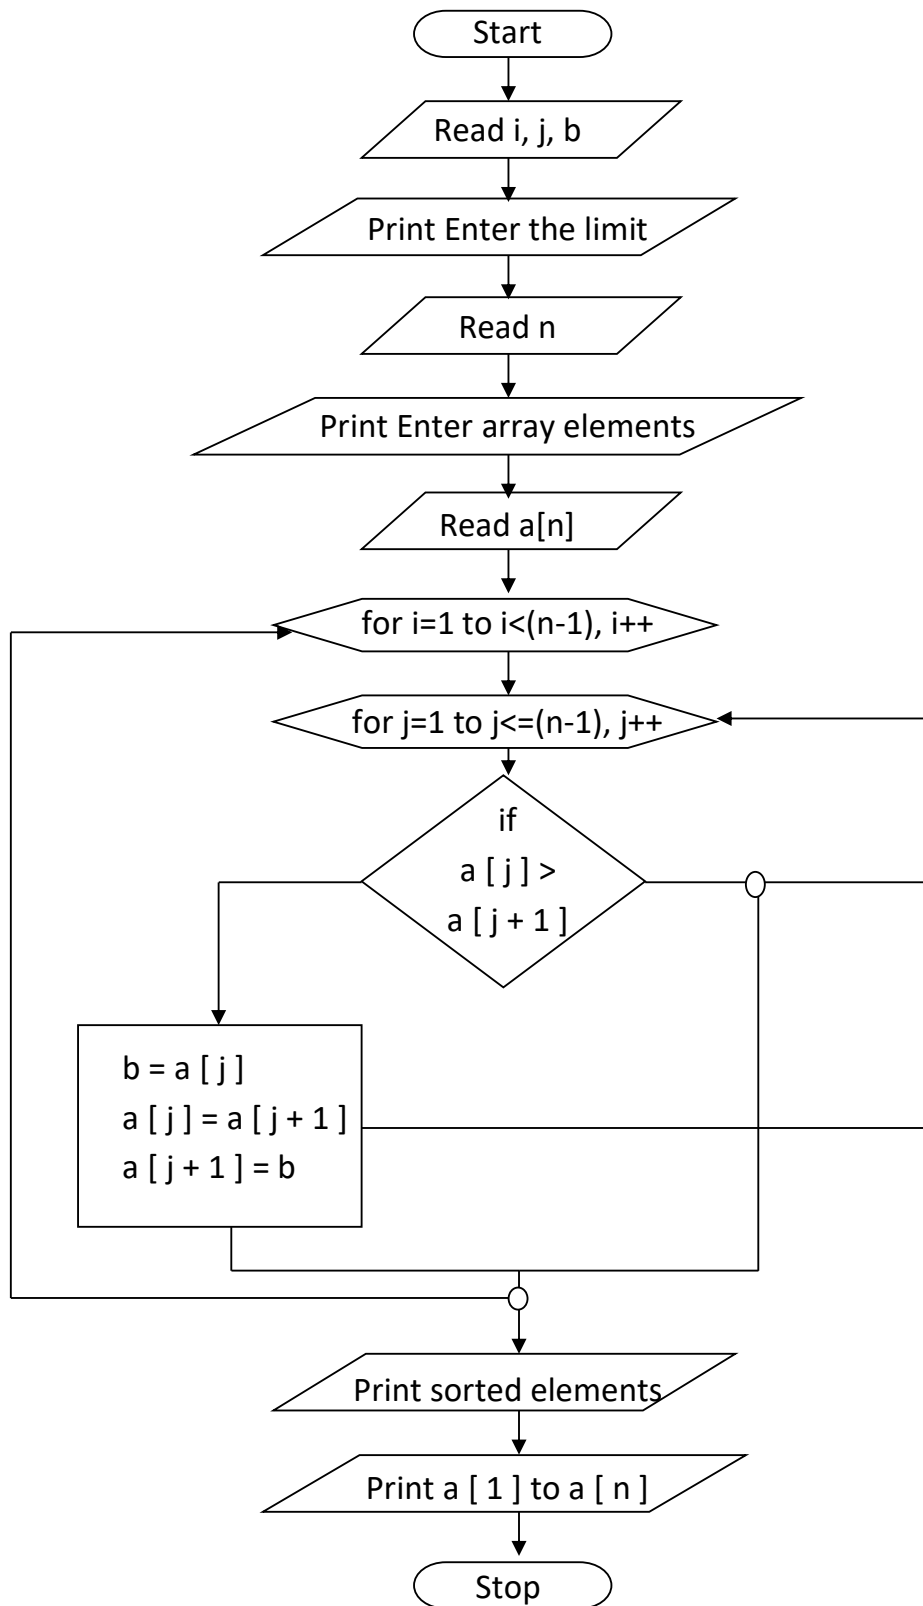 Start
Read i, j, b
Print Enter the limit
Read n
Print Enter array elements
Read a[n]
for i=1 to i<(n-1), i++
for j=1 to j<=(n-1), j++
if
a [ j ] >
a [ j + 1 ]
b = a [ j ]
a [ j ] = a [ j + 1 ]
a [ j + 1 ] = b
Print sorted elements
Print a [ 1 ] to a [ n ]
Stop